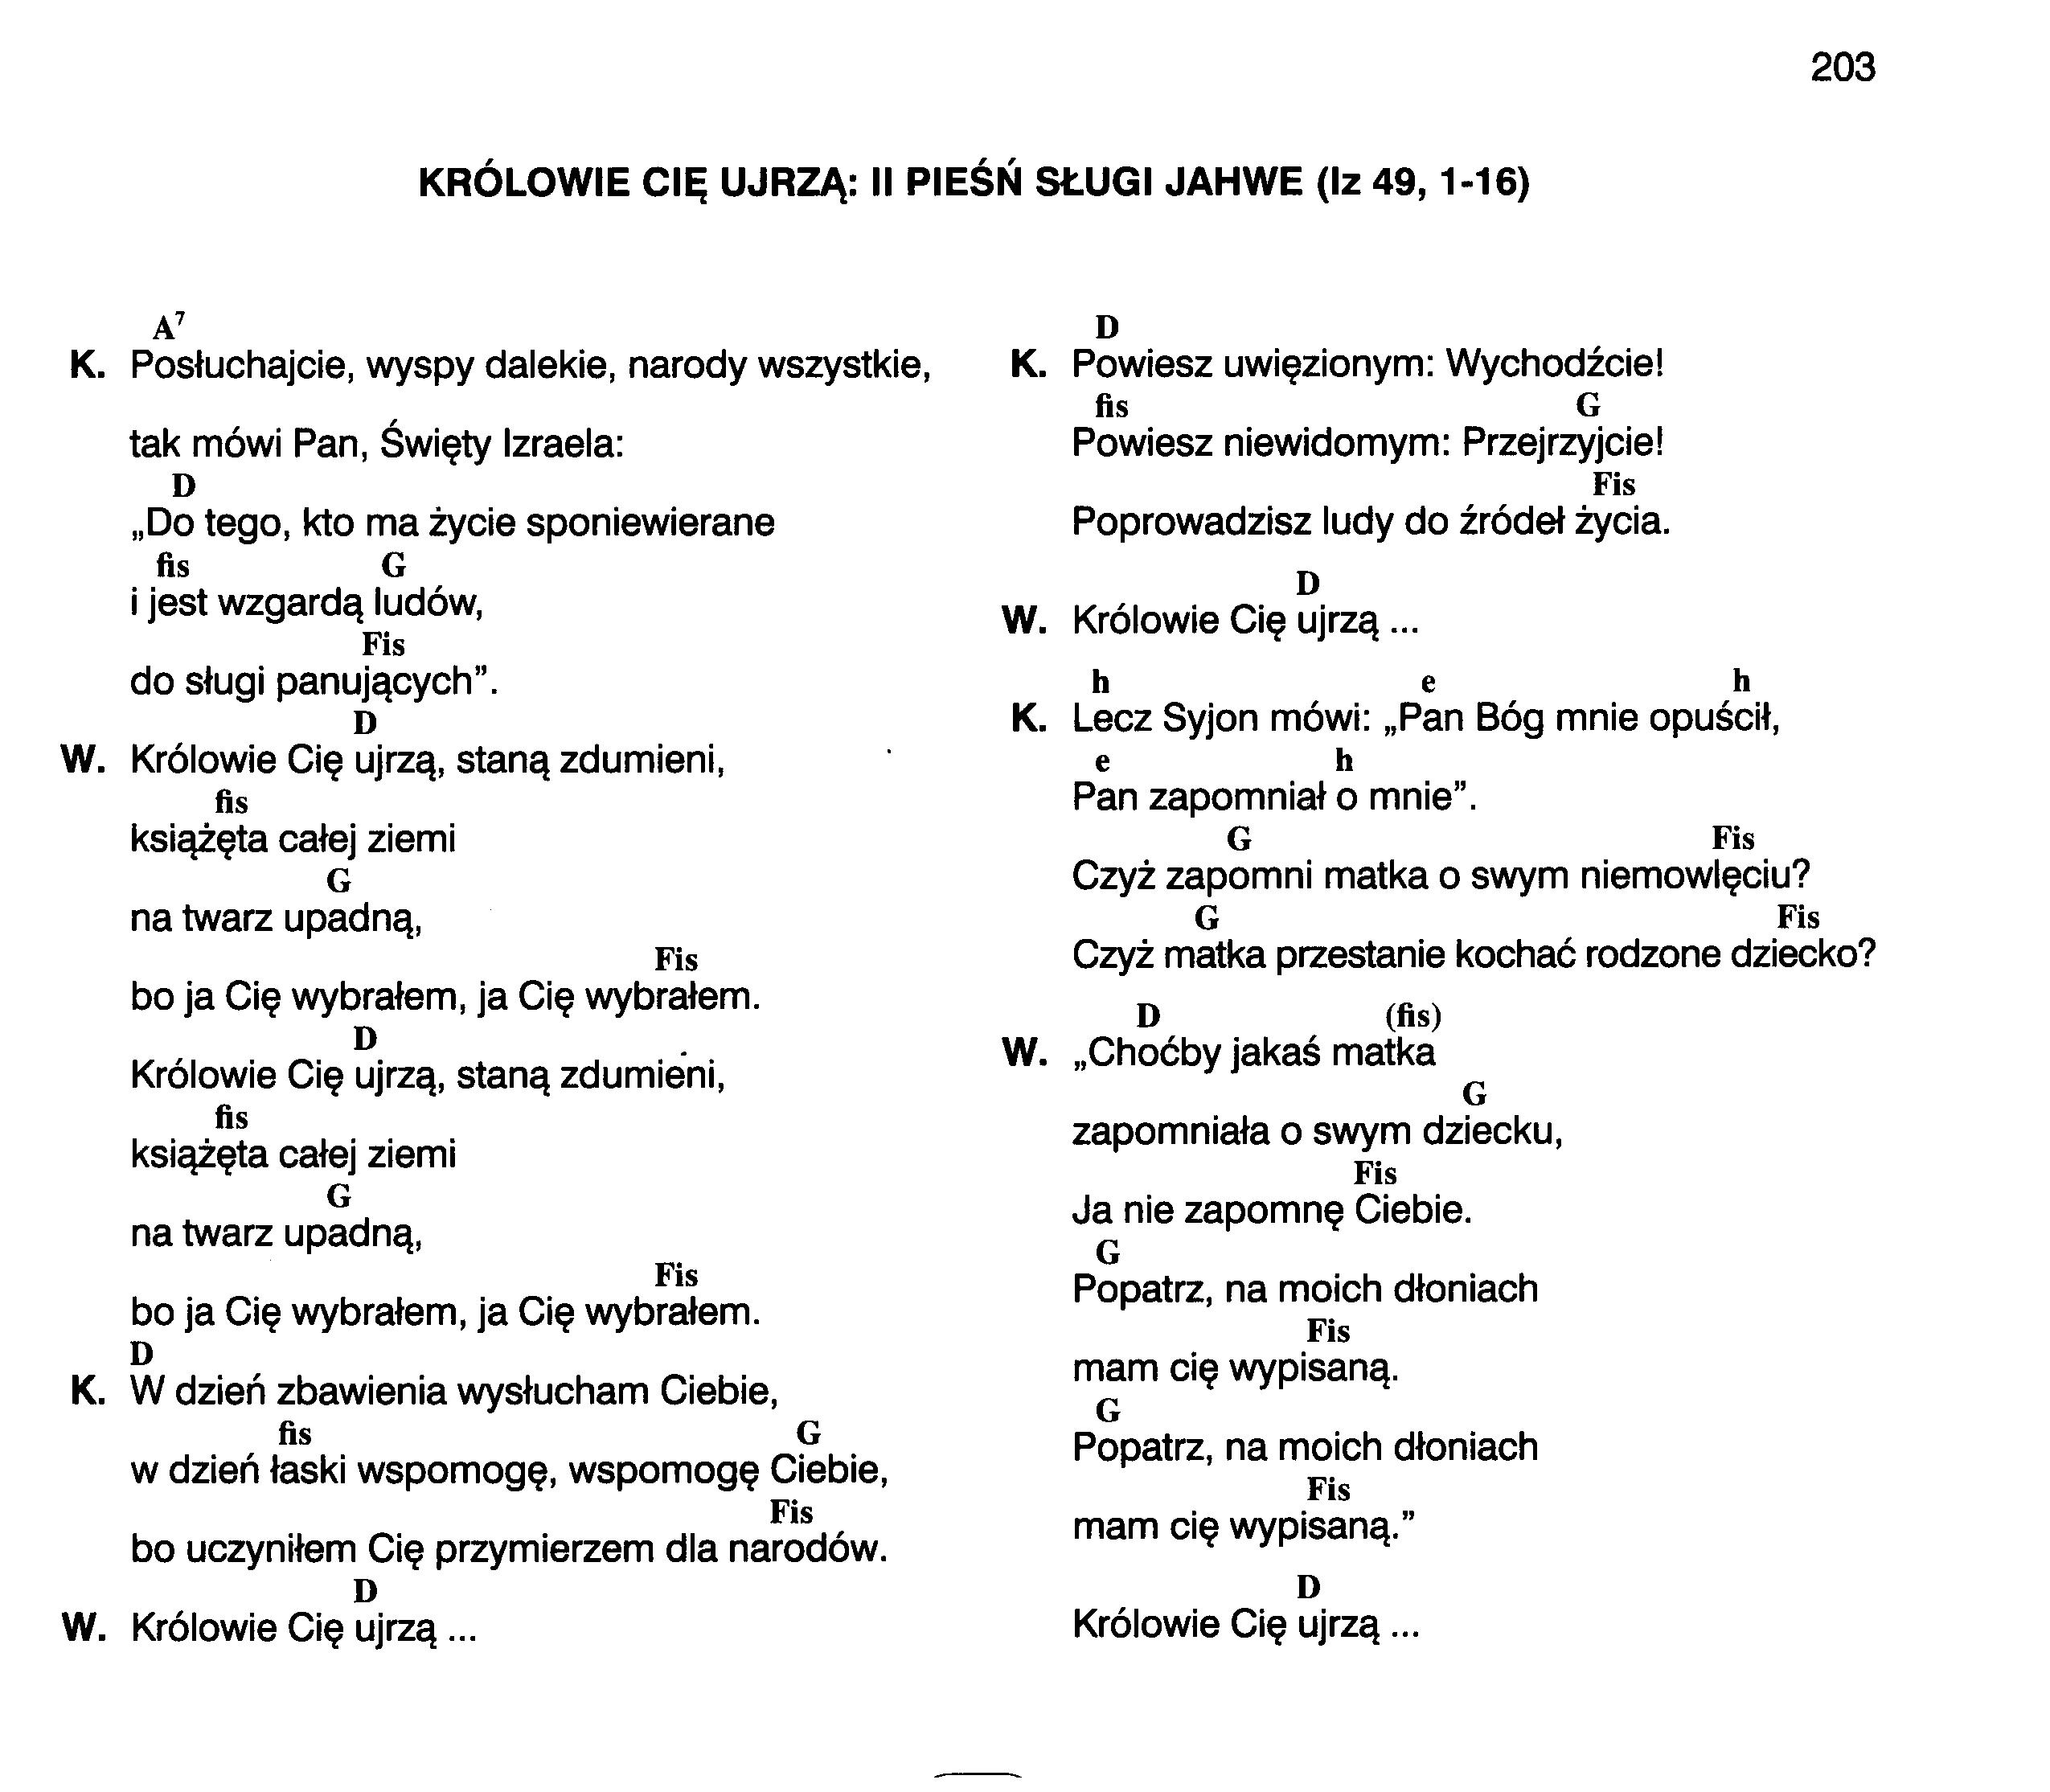 203
KRÓLOWIE CIĘ UJRZĄ: II PIEŚŃ SŁUGI JAHWE (Iz 49, 1-16)
A7
K. Posłuchajcie, wyspy dalekie, narody wszystkie,
tak mówi Pan, Święty Izraela:
D
„Do tego, kto ma życie sponiewierane
fis G
i jest wzgardą ludów,
Fis
do sługi panujących”.
D
W. Królowie Cię ujrzą, staną zdumieni,
fis
książęta całej ziemi
G
na twarz upadną,
Fis
bo ja Cię wybrałem, ja Cię wybrałem.
D
Królowie Cię ujrzą, staną zdumieni,
fis
książęta całej ziemi
G
na twarz upadną,
Fis
bo ja Cię wybrałem, ja Cię wybrałem.
D
K. W dzień zbawienia wysłucham Ciebie,
fis G
w dzień łaski wspomogę, wspomogę Ciebie,
Fis
bo uczyniłem Cię przymierzem dla narodów.
D
W. Królowie Cię ujrzą ...
D
K. Powiesz uwięzionym: Wychodźcie!
fis G
Powiesz niewidomym: Przejrzyjcie!
Fis
Poprowadzisz ludy do źródeł życia.
D
W. Królowie Cię ujrzą ...
h e h
K. Lecz Syjon mówi: „Pan Bóg mnie opuścił,
e h
Pan zapomniał o mnie”.
G Fis
Czyż zapomni matka o swym niemowlęciu?
G Fis
Czyż matka przestanie kochać rodzone dziecko?
D (fis)
W. „Choćby jakaś matka
G
zapomniała o swym dziecku,
Fis
Ja nie zapomnę Ciebie.
G
Popatrz, na moich dłoniach
Fis
mam cię wypisaną.
G
Popatrz, na moich dłoniach
Fis
mam cię wypisaną.”
D
Królowie Cię ujrzą ...